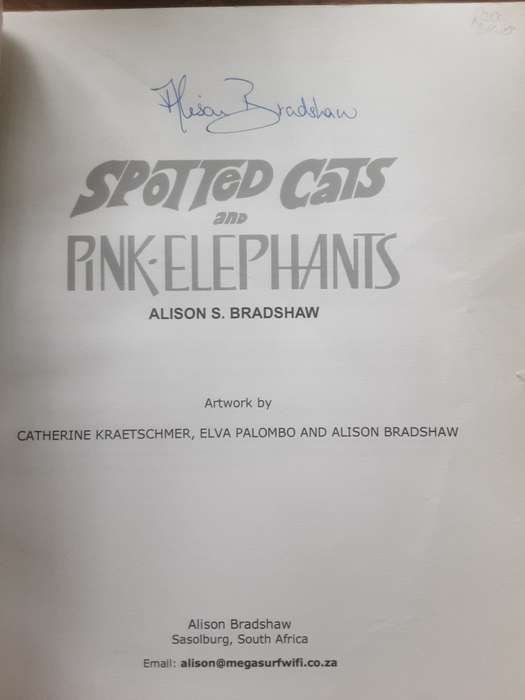 Alison Bradshaw
SPOTTED CATS
and
PINK·ELEPHANTS
ALISON S. BRADSHAW
Artwork by
CATHERINE KRAETSCHMER, ELVA PALOMBO AND ALISON BRADSHAW
Alison Bradshaw
Sasolburg, South Africa
Email: alison@megasurfwifi.co.za